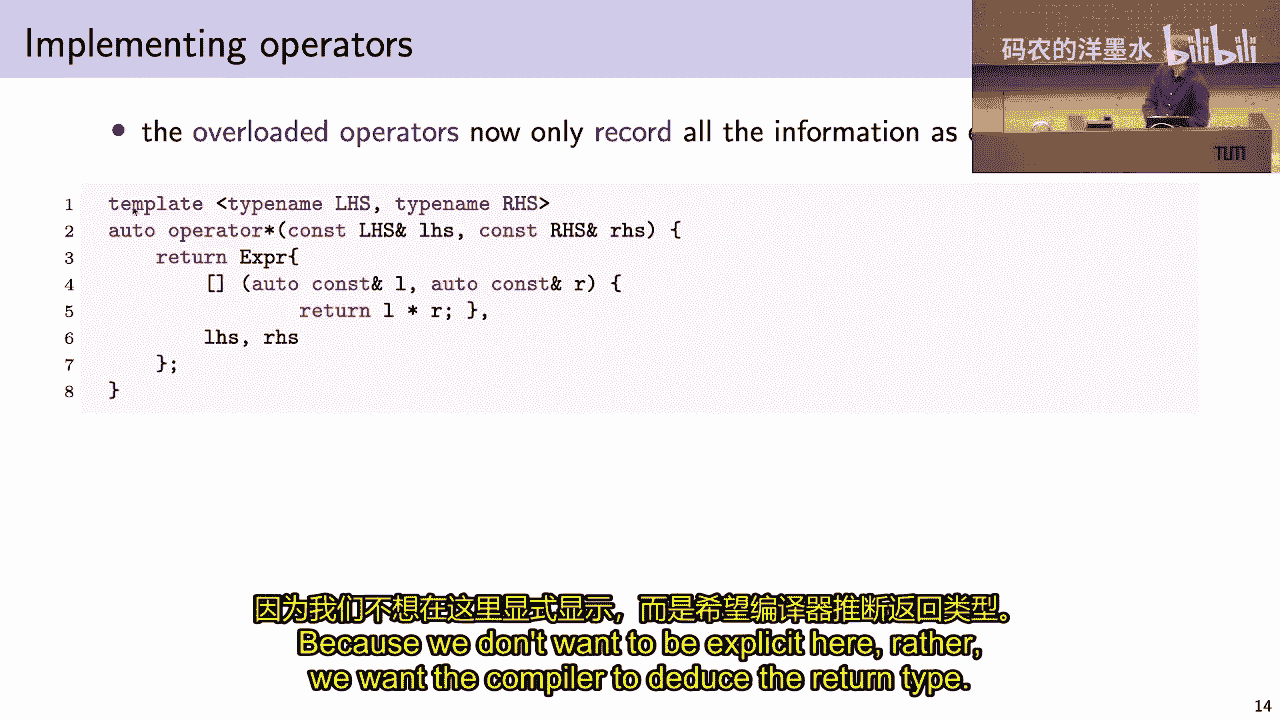 Implementing operators
码农的洋墨水 bilibili
• the overloaded operators now only record all the information as
TUM
1 template <typename LHS, typename RHS>
2 auto operator*(const LHS& lhs, const RHS& rhs) {
3 return Expr{
4 [] (auto const& l, auto const& r) {
5 return l * r; },
6 lhs, rhs
7 };
8 }
因为我们不想在这里显式显示，而是希望编译器推断返回类型。
Because we don't want to be explicit here, rather,
we want the compiler to deduce the return type.
14